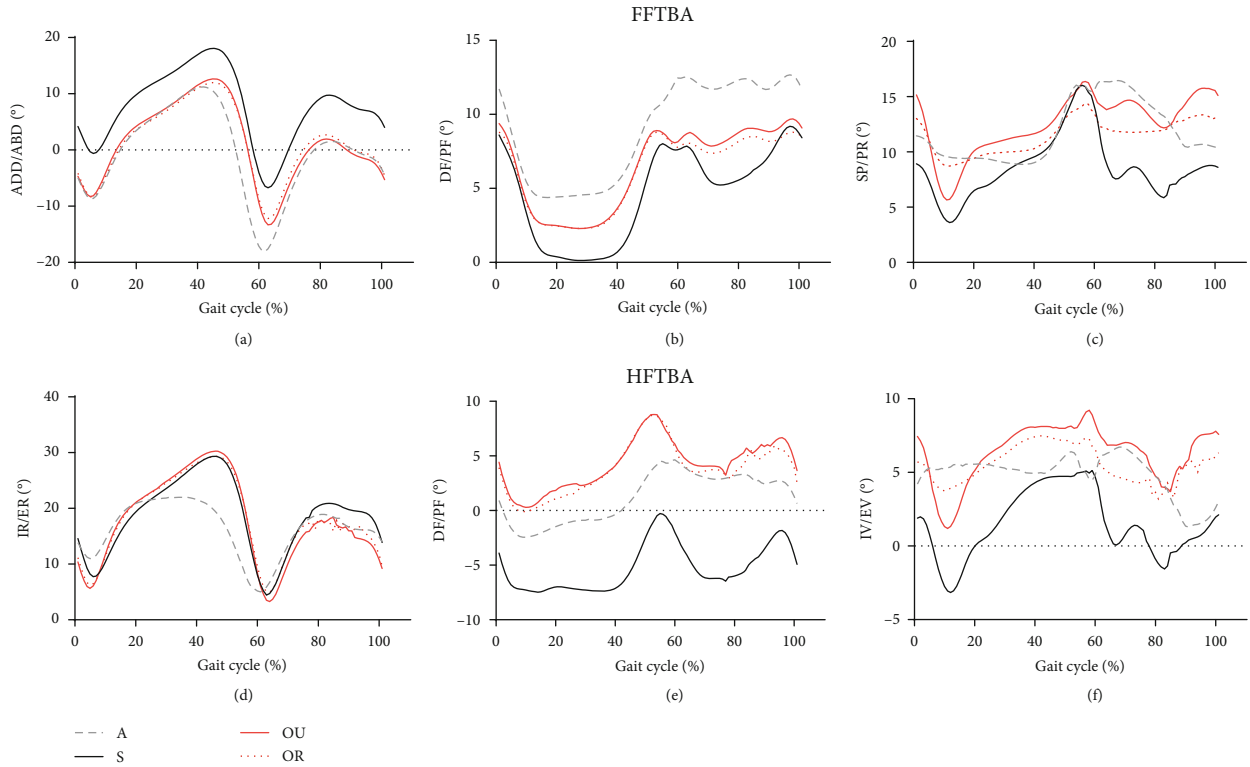 FFTBA
ADD/ABD (°)
20
10
0
−10
−20
0
20
40
60
80
100
Gait cycle (%)
(a)
DF/PF (°)
15
10
5
0
0
20
40
60
80
100
Gait cycle (%)
(b)
SP/PR (°)
20
15
10
5
0
0
20
40
60
80
100
Gait cycle (%)
(c)
HFTBA
IR/ER (°)
40
30
20
10
0
0
20
40
60
80
100
Gait cycle (%)
(d)
DF/PF (°)
10
5
0
−5
−10
0
20
40
60
80
100
Gait cycle (%)
(e)
IV/EV (°)
10
5
0
−5
0
20
40
60
80
100
Gait cycle (%)
(f)
A
S
OU
OR